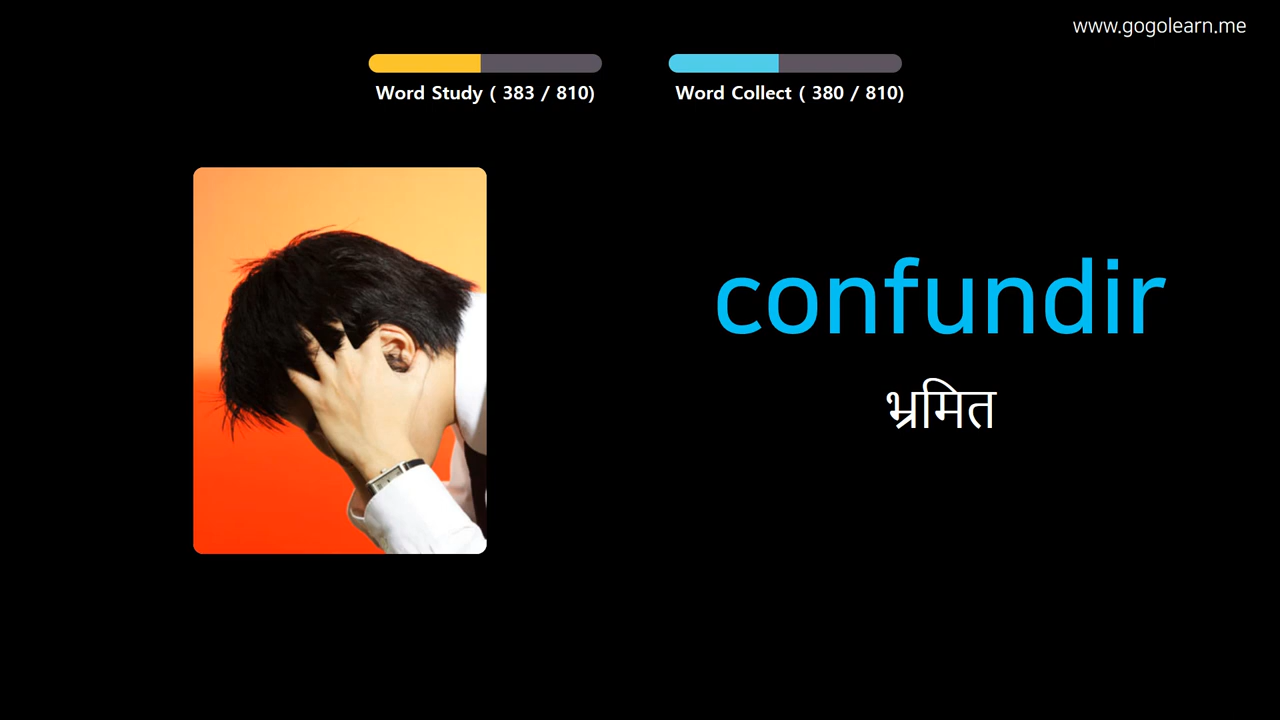 www.gogolearn.me
Word Study ( 383 / 810)
Word Collect ( 380 / 810)
confundir
भ्रमित